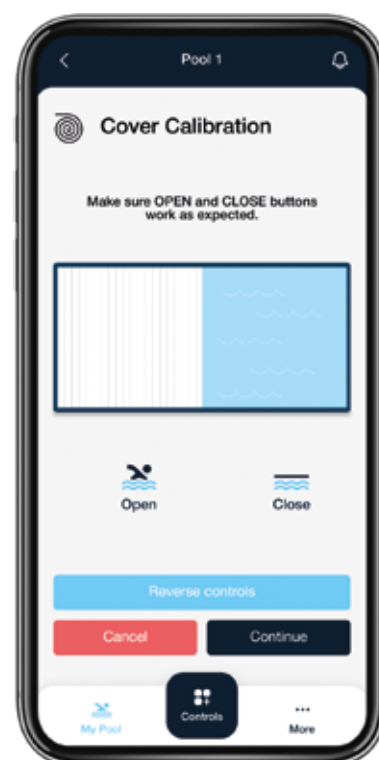 Pool 1
Cover Calibration
Make sure OPEN and CLOSE buttons
work as expected.
Open
Close
Reverse controls
Cancel
Continue
My Pool
Controls
More